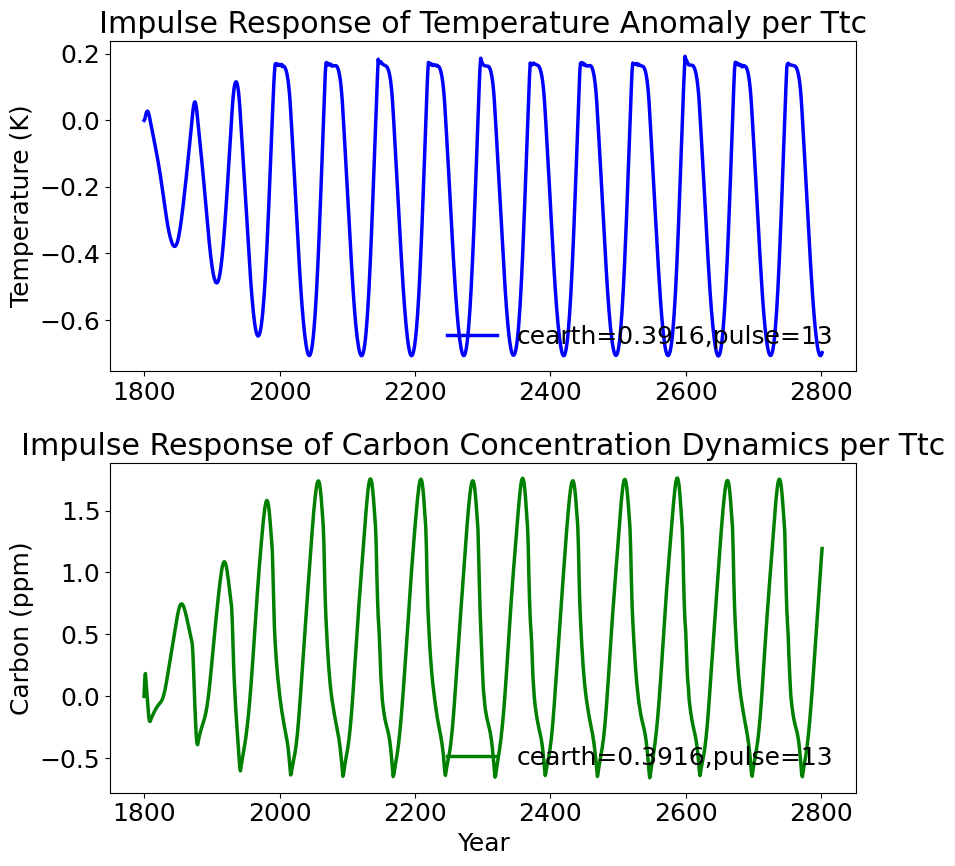 Impulse Response of Temperature Anomaly per Ttc
Temperature (K)
0.2
0.0
−0.2
−0.4
−0.6
cearth=0.3916,pulse=13
1800 2000 2200 2400 2600 2800
Impulse Response of Carbon Concentration Dynamics per Ttc
Carbon (ppm)
1.5
1.0
0.5
0.0
−0.5
cearth=0.3916,pulse=13
1800 2000 2200 2400 2600 2800
Year